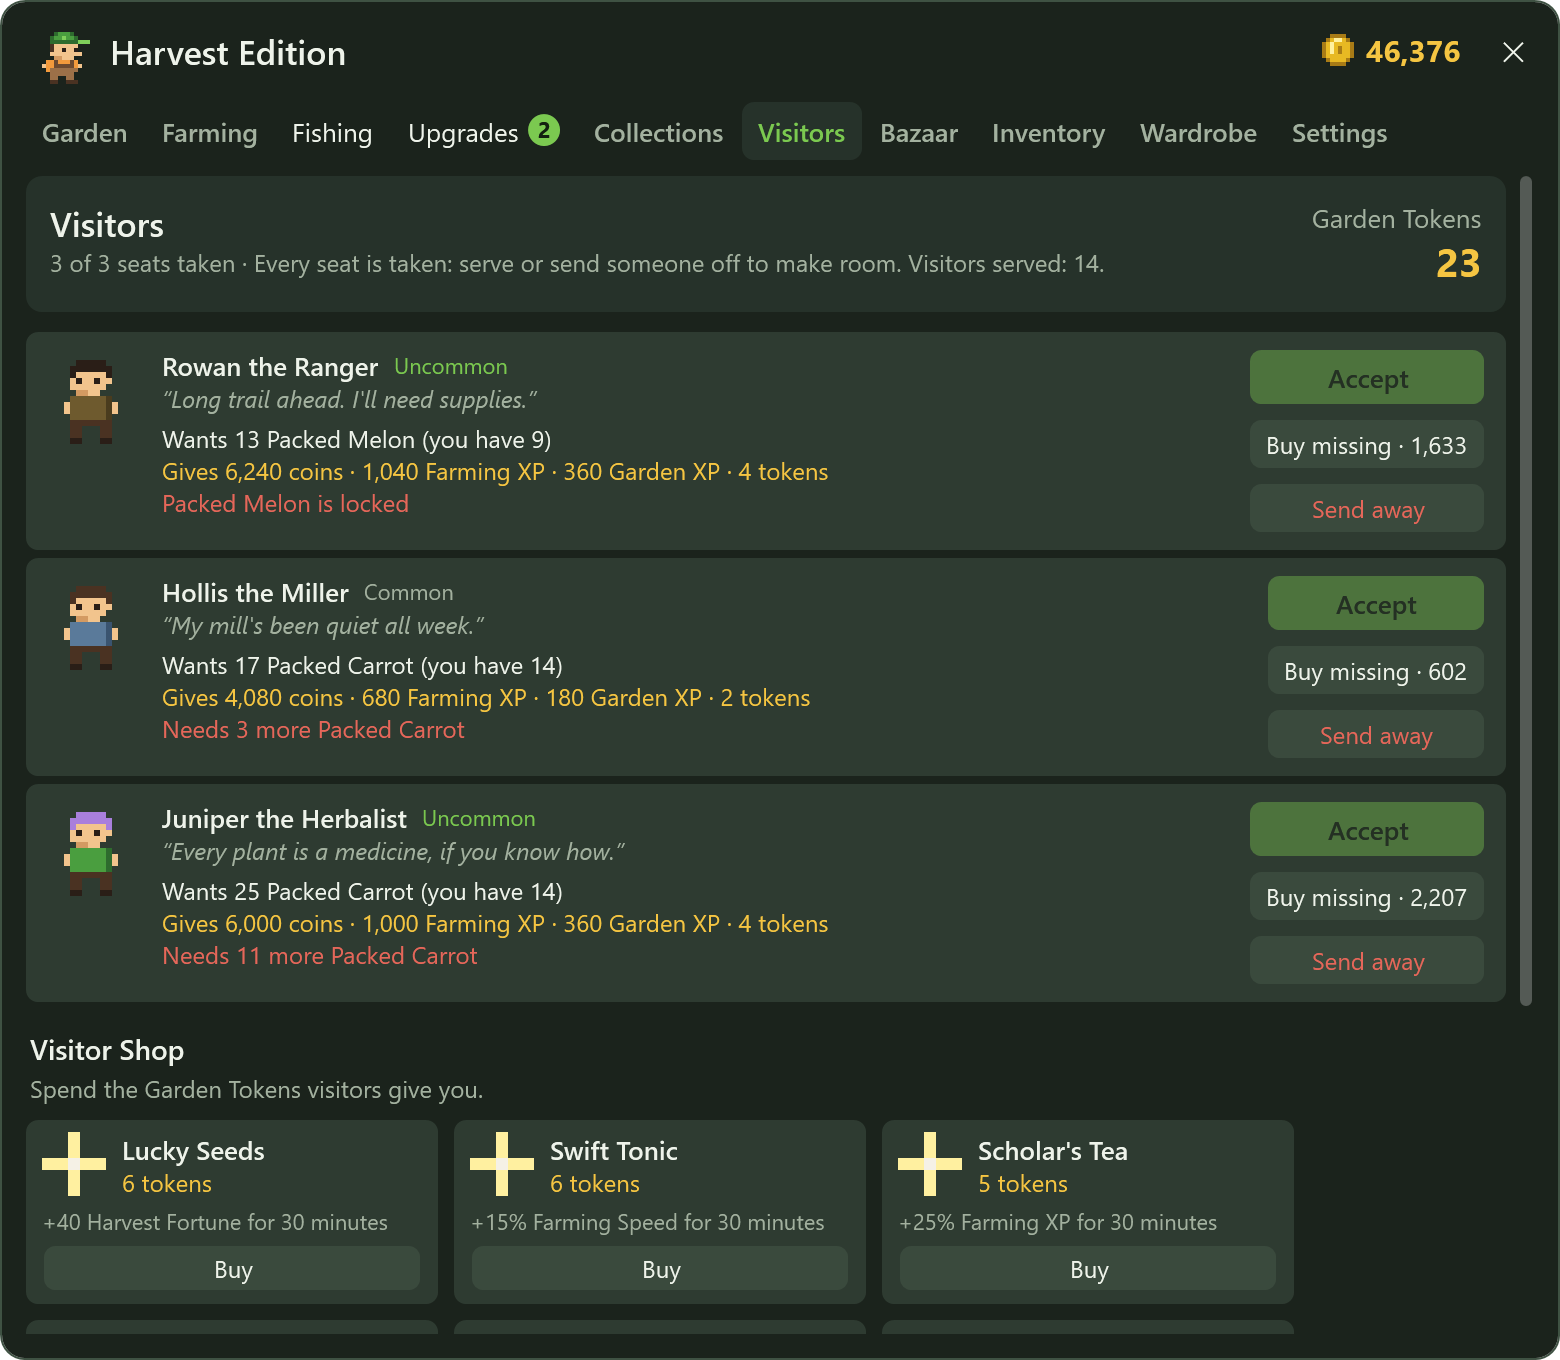 Harvest Edition
46,376
Garden Farming Fishing Upgrades 2 Collections Visitors Bazaar Inventory Wardrobe Settings
Visitors
3 of 3 seats taken · Every seat is taken: serve or send someone off to make room. Visitors served: 14.
Garden Tokens
23
Rowan the Ranger Uncommon
“Long trail ahead. I'll need supplies.”
Wants 13 Packed Melon (you have 9)
Gives 6,240 coins · 1,040 Farming XP · 360 Garden XP · 4 tokens
Packed Melon is locked
Accept
Buy missing · 1,633
Send away
Hollis the Miller Common
“My mill's been quiet all week.”
Wants 17 Packed Carrot (you have 14)
Gives 4,080 coins · 680 Farming XP · 180 Garden XP · 2 tokens
Needs 3 more Packed Carrot
Accept
Buy missing · 602
Send away
Juniper the Herbalist Uncommon
“Every plant is a medicine, if you know how.”
Wants 25 Packed Carrot (you have 14)
Gives 6,000 coins · 1,000 Farming XP · 360 Garden XP · 4 tokens
Needs 11 more Packed Carrot
Accept
Buy missing · 2,207
Send away
Visitor Shop
Spend the Garden Tokens visitors give you.
Lucky Seeds
6 tokens
+40 Harvest Fortune for 30 minutes
Buy
Swift Tonic
6 tokens
+15% Farming Speed for 30 minutes
Buy
Scholar's Tea
5 tokens
+25% Farming XP for 30 minutes
Buy